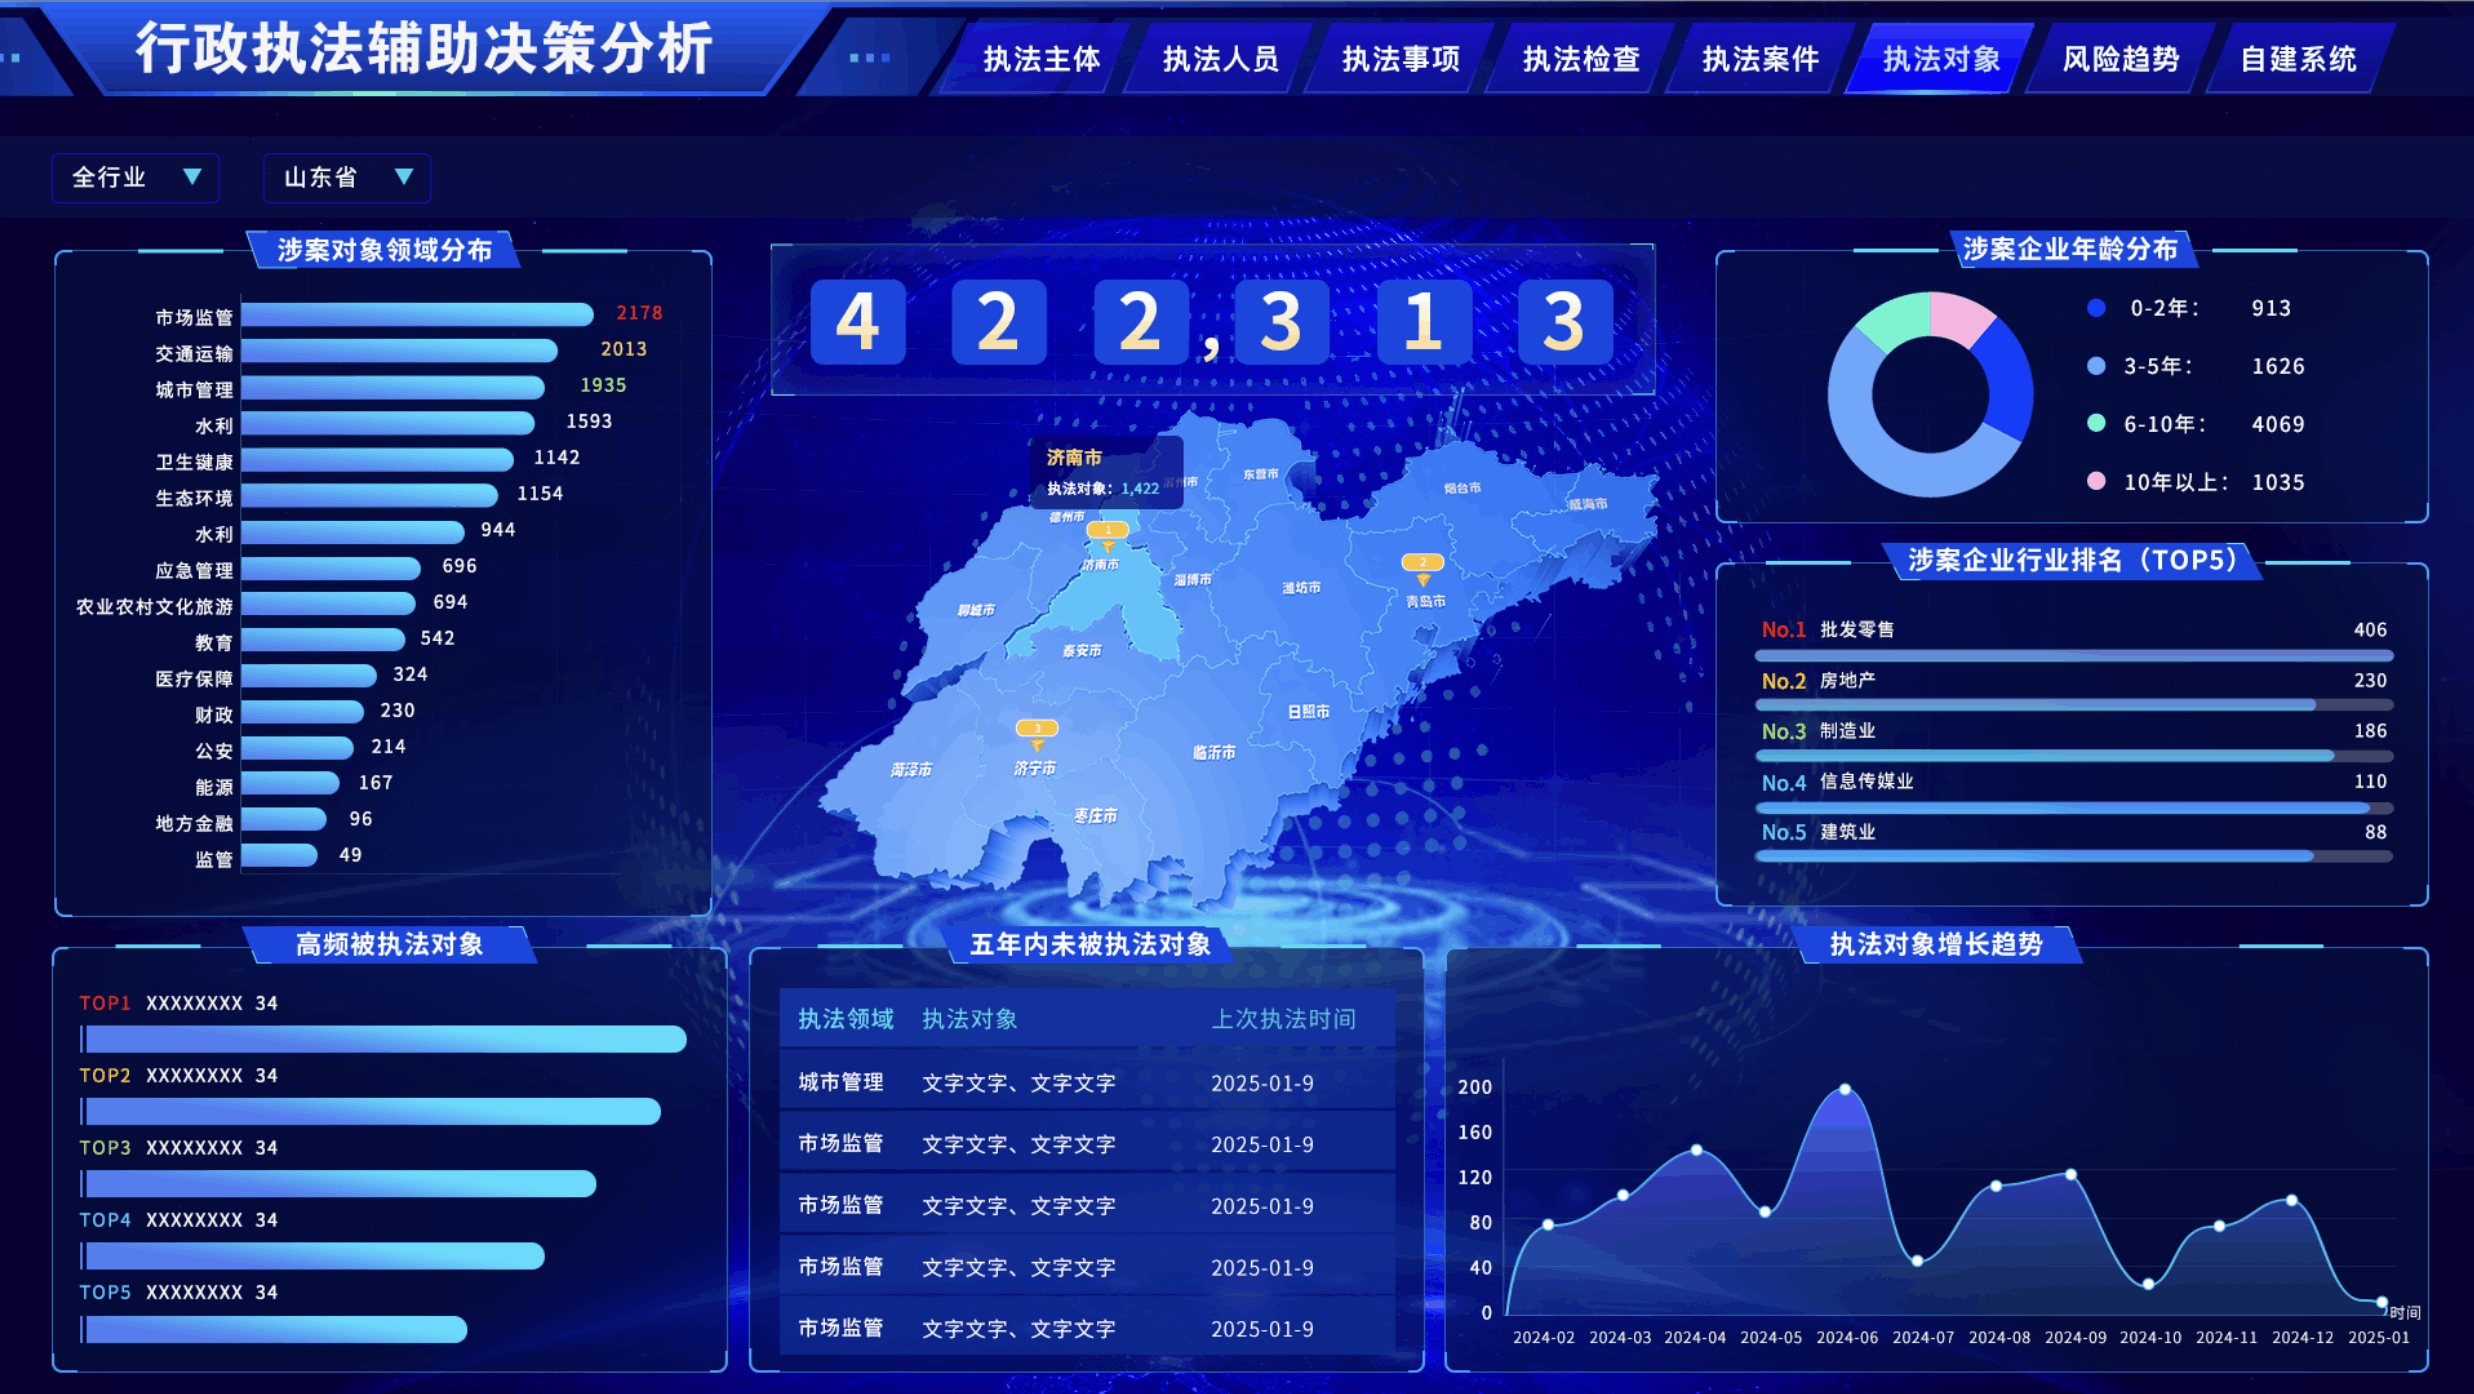 行政执法辅助决策分析
执法主体 执法人员 执法事项 执法检查 执法案件 执法对象 风险趋势 自建系统
全行业 山东省
涉案对象领域分布
市场监管 2178
交通运输 2013
城市管理 1935
水利 1593
卫生键康 1142
生态环境 1154
水利 944
应急管理 696
农业农村文化旅游 694
教育 542
医疗保障 324
财政 230
公安 214
能源 167
地方金融 96
监管 49
422,313
济南市
执法对象: 1,422
滨州市
东营市
德州市
烟台市
威海市
1
济南市
淄博市
潍坊市
2
青岛市
聊城市
泰安市
日照市
3
济宁市
菏泽市
临沂市
枣庄市
涉案企业年龄分布
0-2年: 913
3-5年: 1626
6-10年: 4069
10年以上: 1035
涉案企业行业排名（TOP5）
No.1 批发零售 406
No.2 房地产 230
No.3 制造业 186
No.4 信息传媒业 110
No.5 建筑业 88
高频被执法对象
TOP1 XXXXXXXX 34
TOP2 XXXXXXXX 34
TOP3 XXXXXXXX 34
TOP4 XXXXXXXX 34
TOP5 XXXXXXXX 34
五年内未被执法对象
执法领域 执法对象 上次执法时间
城市管理 文字文字、文字文字 2025-01-9
市场监管 文字文字、文字文字 2025-01-9
市场监管 文字文字、文字文字 2025-01-9
市场监管 文字文字、文字文字 2025-01-9
市场监管 文字文字、文字文字 2025-01-9
执法对象增长趋势
200
160
120
80
40
0
时间
2024-02 2024-03 2024-04 2024-05 2024-06 2024-07 2024-08 2024-09 2024-10 2024-11 2024-12 2025-01